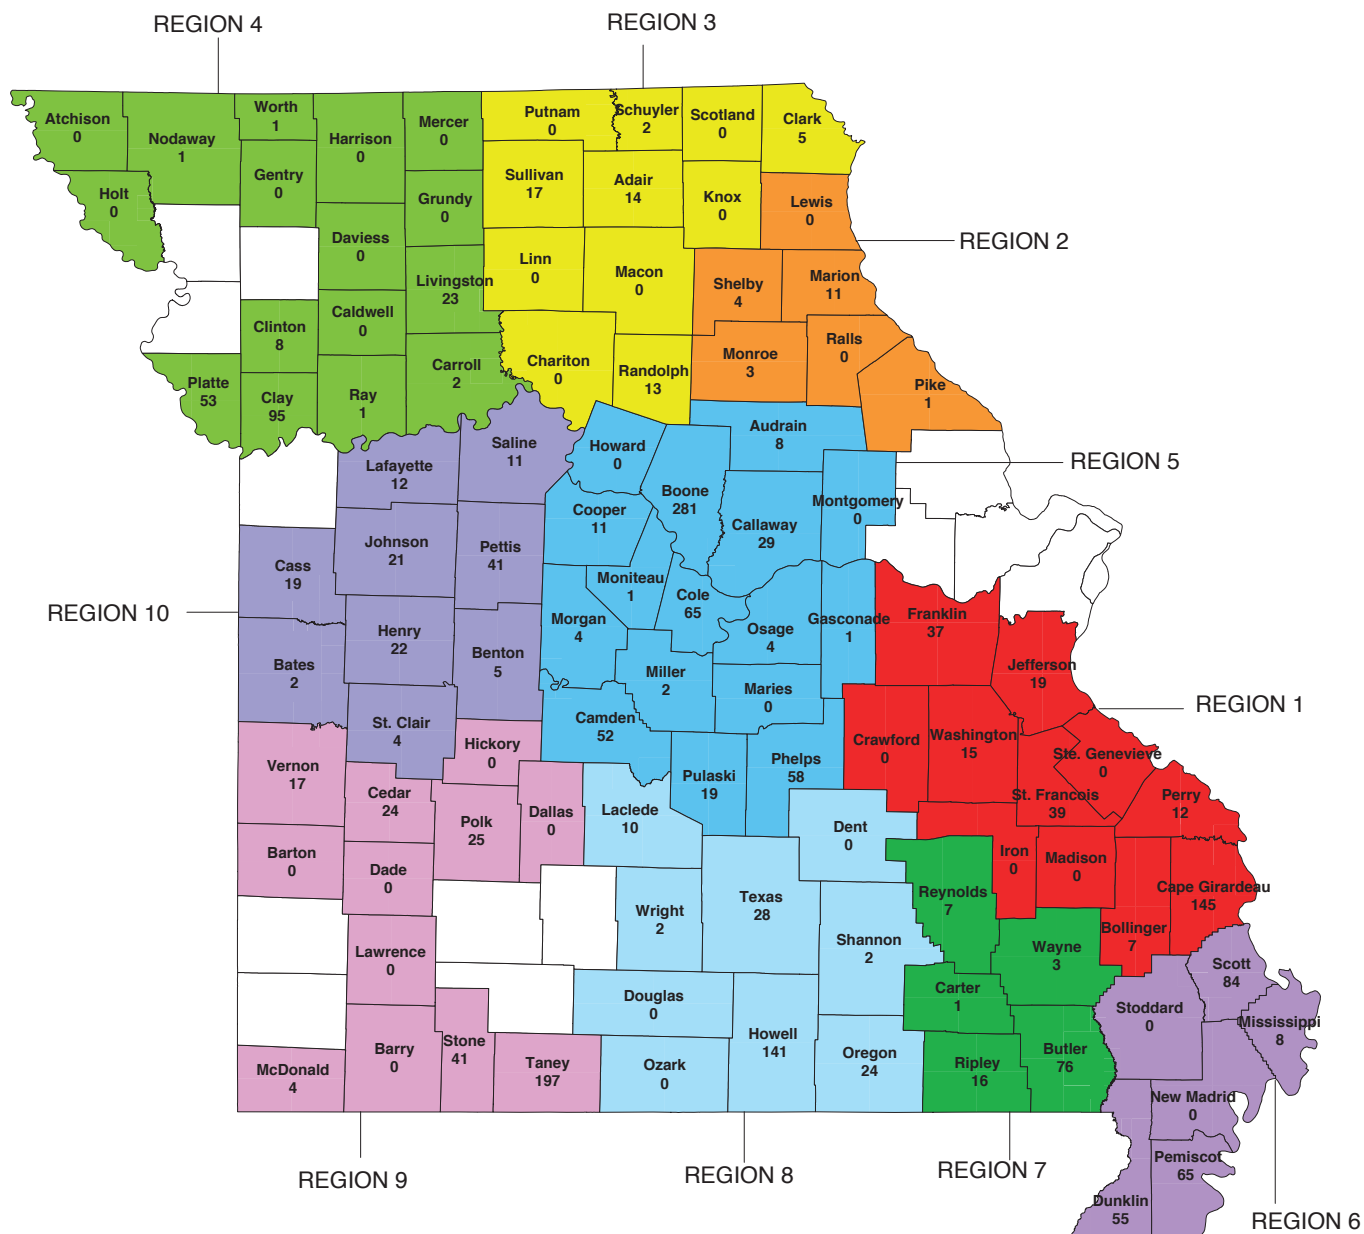 REGION 4
REGION 3
Atchison
0
Nodaway
1
Worth
1
Harrison
0
Mercer
0
Putnam
0
Schuyler
2
Scotland
0
Clark
5
Holt
0
Gentry
0
Grundy
0
Sullivan
17
Adair
14
Knox
0
Lewis
0
REGION 2
Daviess
0
Livingston
23
Linn
0
Macon
0
Shelby
4
Marion
11
Clinton
8
Caldwell
0
Carroll
2
Chariton
0
Randolph
13
Monroe
3
Ralls
0
Pike
1
Platte
53
Clay
95
Ray
1
Lafayette
12
Saline
11
Howard
0
Audrain
8
REGION 5
Boone
281
Cooper
11
Callaway
29
Montgomery
0
Cass
19
Johnson
21
Pettis
41
Moniteau
1
Cole
65
REGION 10
Henry
22
Benton
5
Morgan
4
Osage
4
Gasconade
1
Franklin
37
Bates
2
Miller
2
Maries
0
Jefferson
19
REGION 1
St. Clair
4
Hickory
0
Camden
52
Pulaski
19
Phelps
58
Crawford
0
Washington
15
Ste. Genevieve
0
St. Francois
39
Perry
12
Vernon
17
Cedar
24
Polk
25
Dallas
0
Laclede
10
Dent
0
Iron
0
Madison
0
Barton
0
Dade
0
Wright
2
Texas
28
Reynolds
7
Cape Girardeau
145
Bollinger
7
Wayne
3
Shannon
2
Lawrence
0
Scott
84
Douglas
0
Carter
1
Stoddard
0
Mississippi
8
Howell
141
McDonald
4
Barry
0
Stone
41
Taney
197
Ozark
0
Oregon
24
Ripley
16
Butler
76
New Madrid
0
Pemiscot
65
Dunklin
55
REGION 9
REGION 8
REGION 7
REGION 6